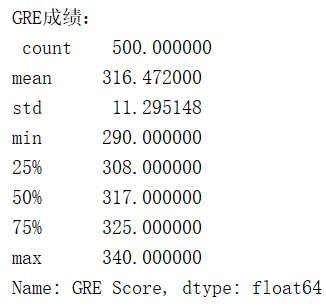 GRE成绩：
count 500.000000
mean 316.472000
std 11.295148
min 290.000000
25% 308.000000
50% 317.000000
75% 325.000000
max 340.000000
Name: GRE Score, dtype: float64